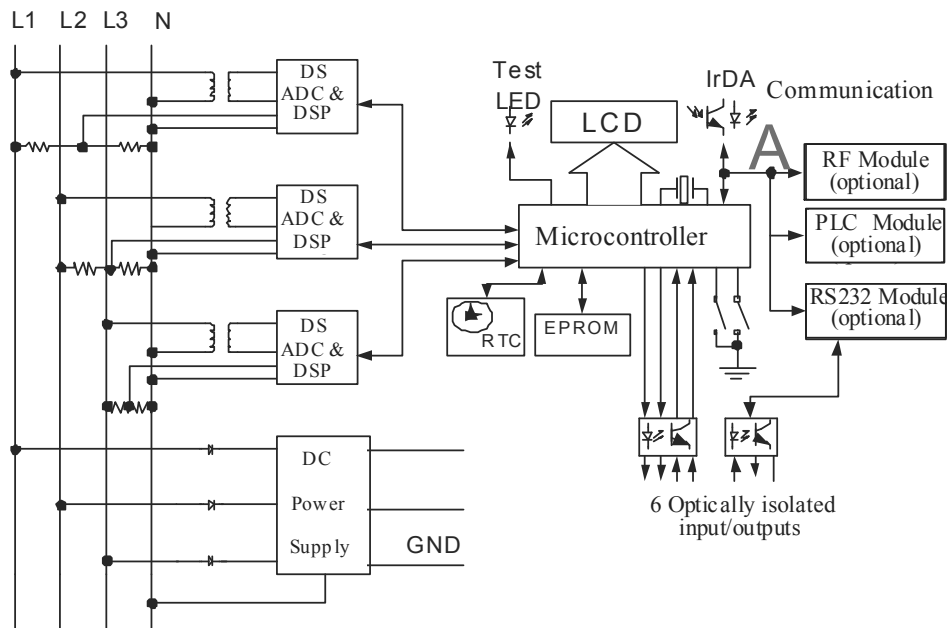 L1 L2 L3 N
DS
ADC &
DSP
DS
ADC &
DSP
DS
ADC &
DSP
DC
Power
Supply
GND
Test
LED
LCD
IrDA
Communication
A
Microcontroller
RTC
EPROM
RF Module
(optional)
PLC Module
(optional)
RS232 Module
(optional)
6 Optically isolated
input/outputs